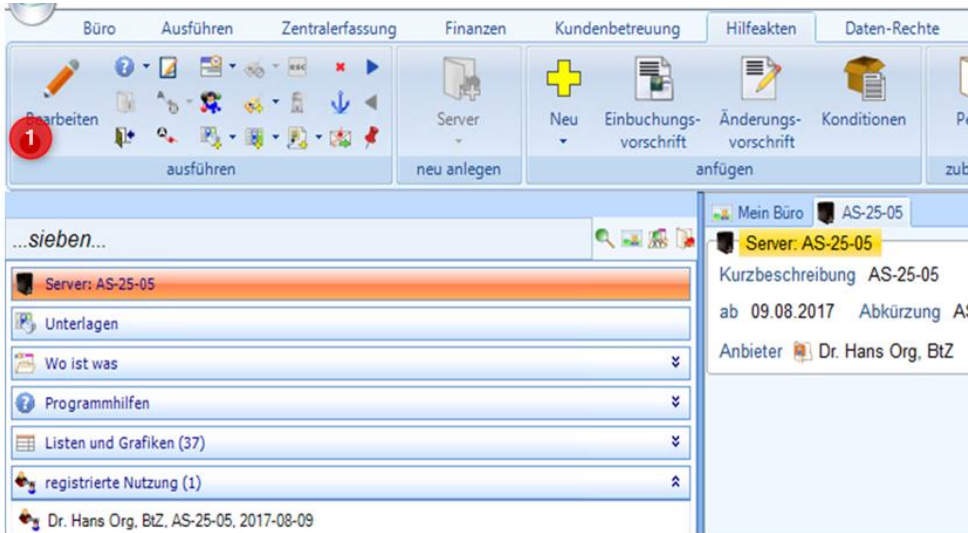 Büro Ausführen Zentralerfassung Finanzen Kundenbetreuung Hilfeakten Daten-Rechte
esc
Bearbeiten Server Neu Einbuchungs- Änderungs- Konditionen
vorschrift vorschrift
1
ausführen neu anlegen anfügen
Mein Büro AS-25-05
...sieben...
Server: AS-25-05
Server: AS-25-05
Kurzbeschreibung AS-25-05
Unterlagen
ab 09.08.2017 Abkürzung
Wo ist was
Anbieter Dr. Hans Org, BtZ
Programmhilfen
Listen und Grafiken (37)
registrierte Nutzung (1)
Dr. Hans Org, BtZ, AS-25-05, 2017-08-09